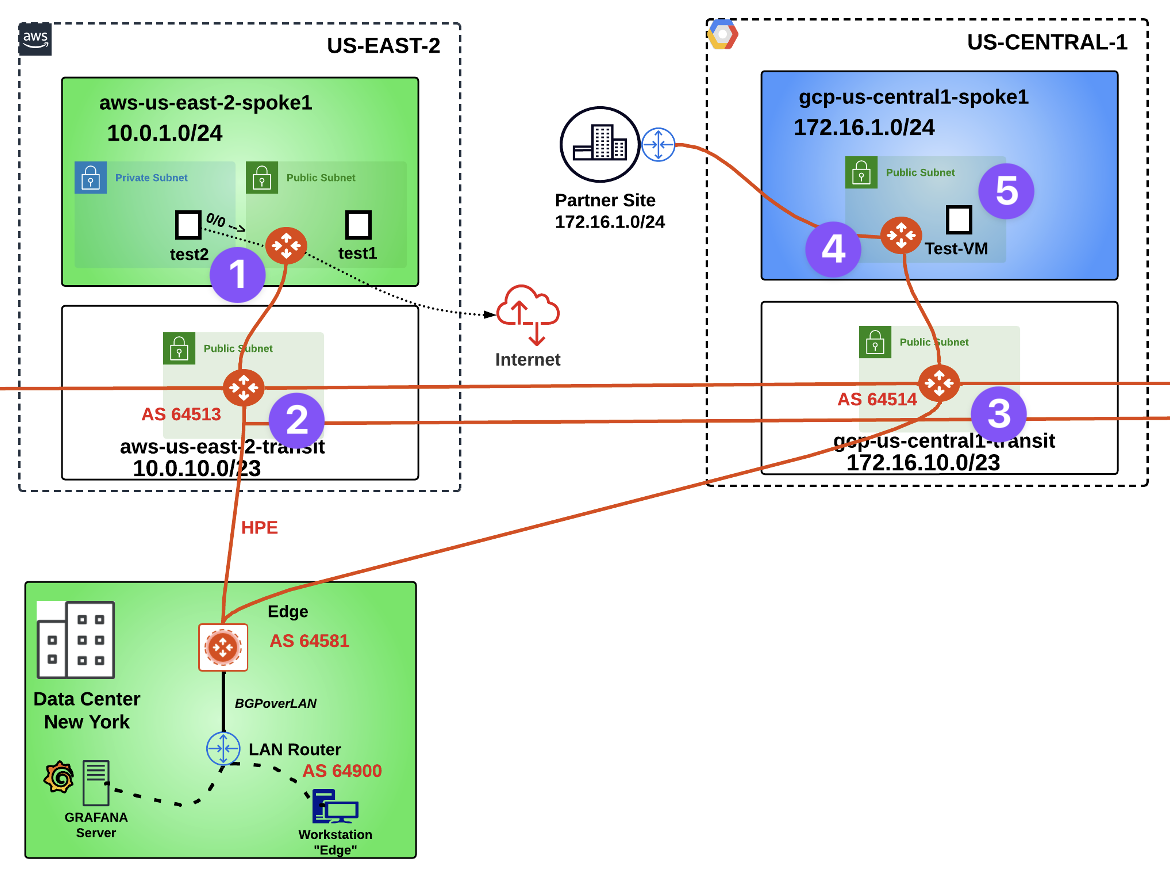 aws
US-EAST-2
aws-us-east-2-spoke1
10.0.1.0/24
Private Subnet
Public Subnet
0/0
test2
test1
1
Public Subnet
AS 64513
2
aws-us-east-2-transit
10.0.10.0/23
HPE
Internet
Partner Site
172.16.1.0/24
US-CENTRAL-1
gcp-us-central1-spoke1
172.16.1.0/24
Public Subnet
5
4
Test-VM
Public Subnet
AS 64514
3
gcp-us-central1-transit
172.16.10.0/23
Edge
AS 64581
Data Center
New York
BGPoverLAN
LAN Router
AS 64900
GRAFANA
Server
Workstation
"Edge"